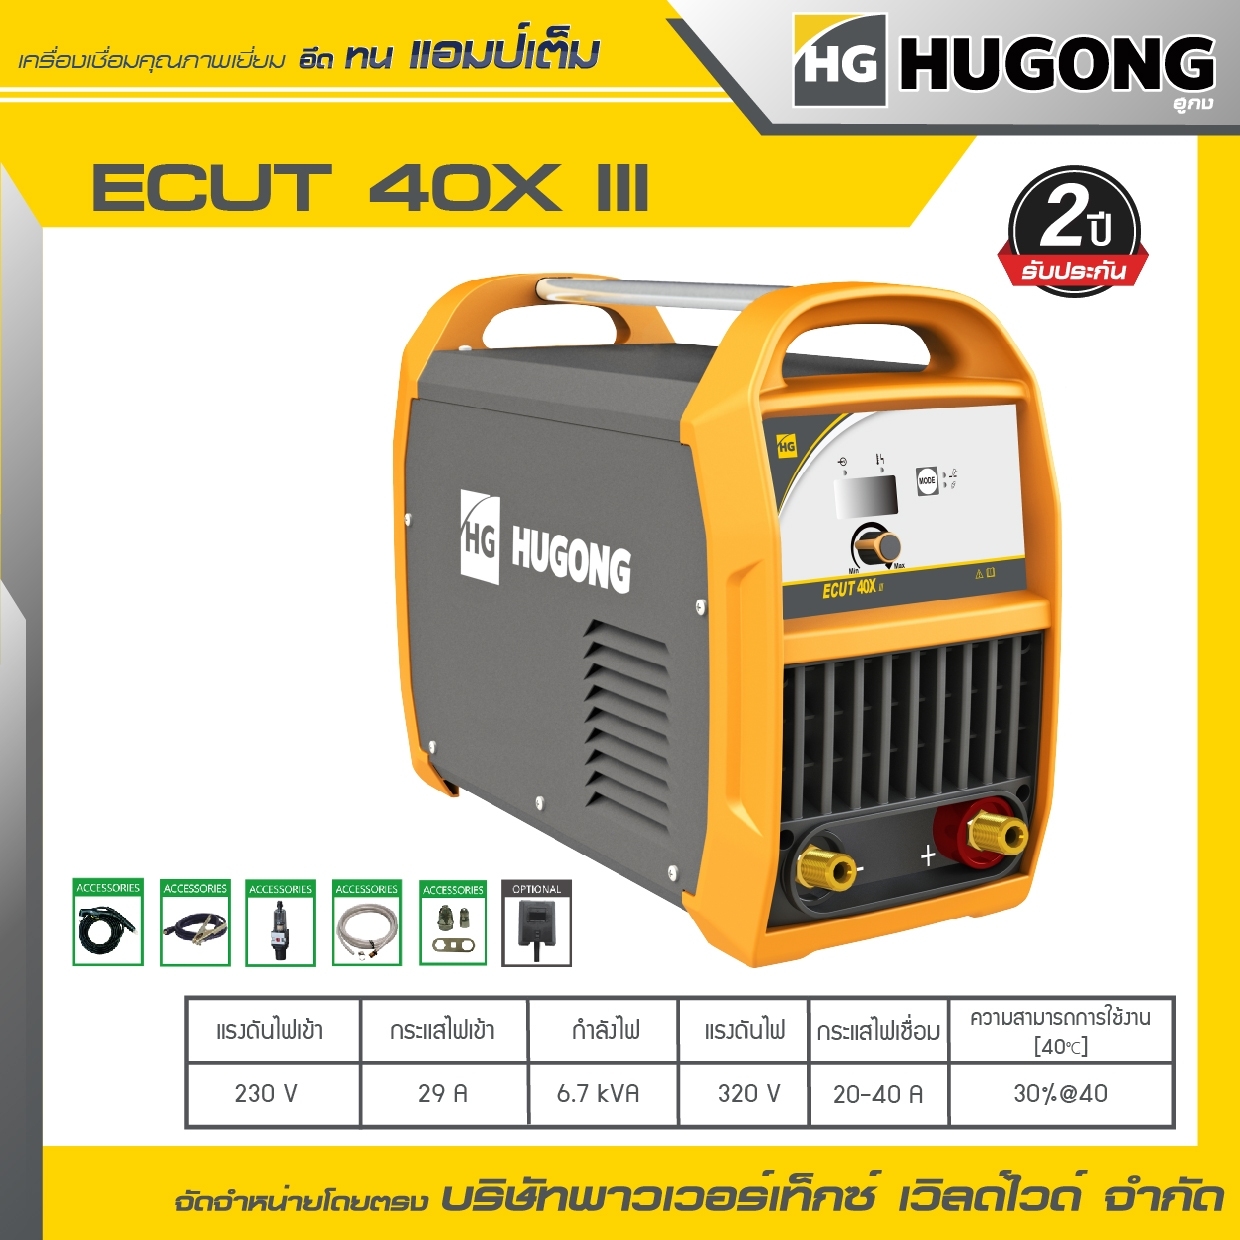 เครื่องเชื่อมคุณภาพเยี่ยม อึด ทน แอมป์เต็ม
HG HUGONG
ฮูกง
ECUT 40X III
2 ปี
รับประกัน
HG
MODE
Min Max
ECUT 40X III
HG HUGONG
- +
ACCESSORIES ACCESSORIES ACCESSORIES ACCESSORIES ACCESSORIES OPTIONAL
แรงดันไฟเข้า กระแสไฟเข้า กำลังไฟ แรงดันไฟ กระแสไฟเชื่อม ความสามารถการใช้งาน
[40℃]
230 V 29 A 6.7 kVA 320 V 20-40 A 30%@40
จัดจำหน่ายโดยตรง บริษัทพาวเวอร์เท็กซ์ เวิลด์ไวด์ จำกัด